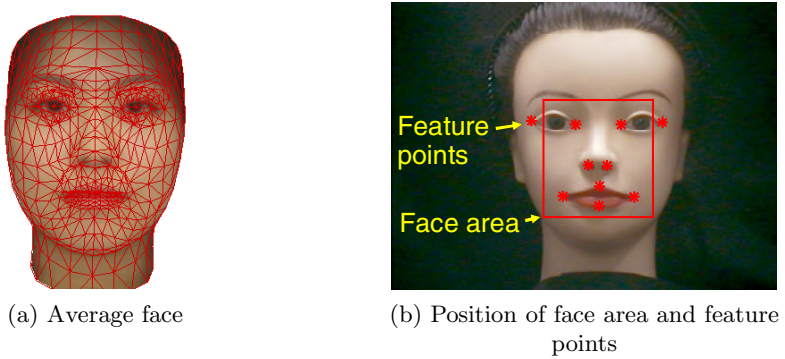 Feature
points
Face area
(a) Average face
(b) Position of face area and feature
points